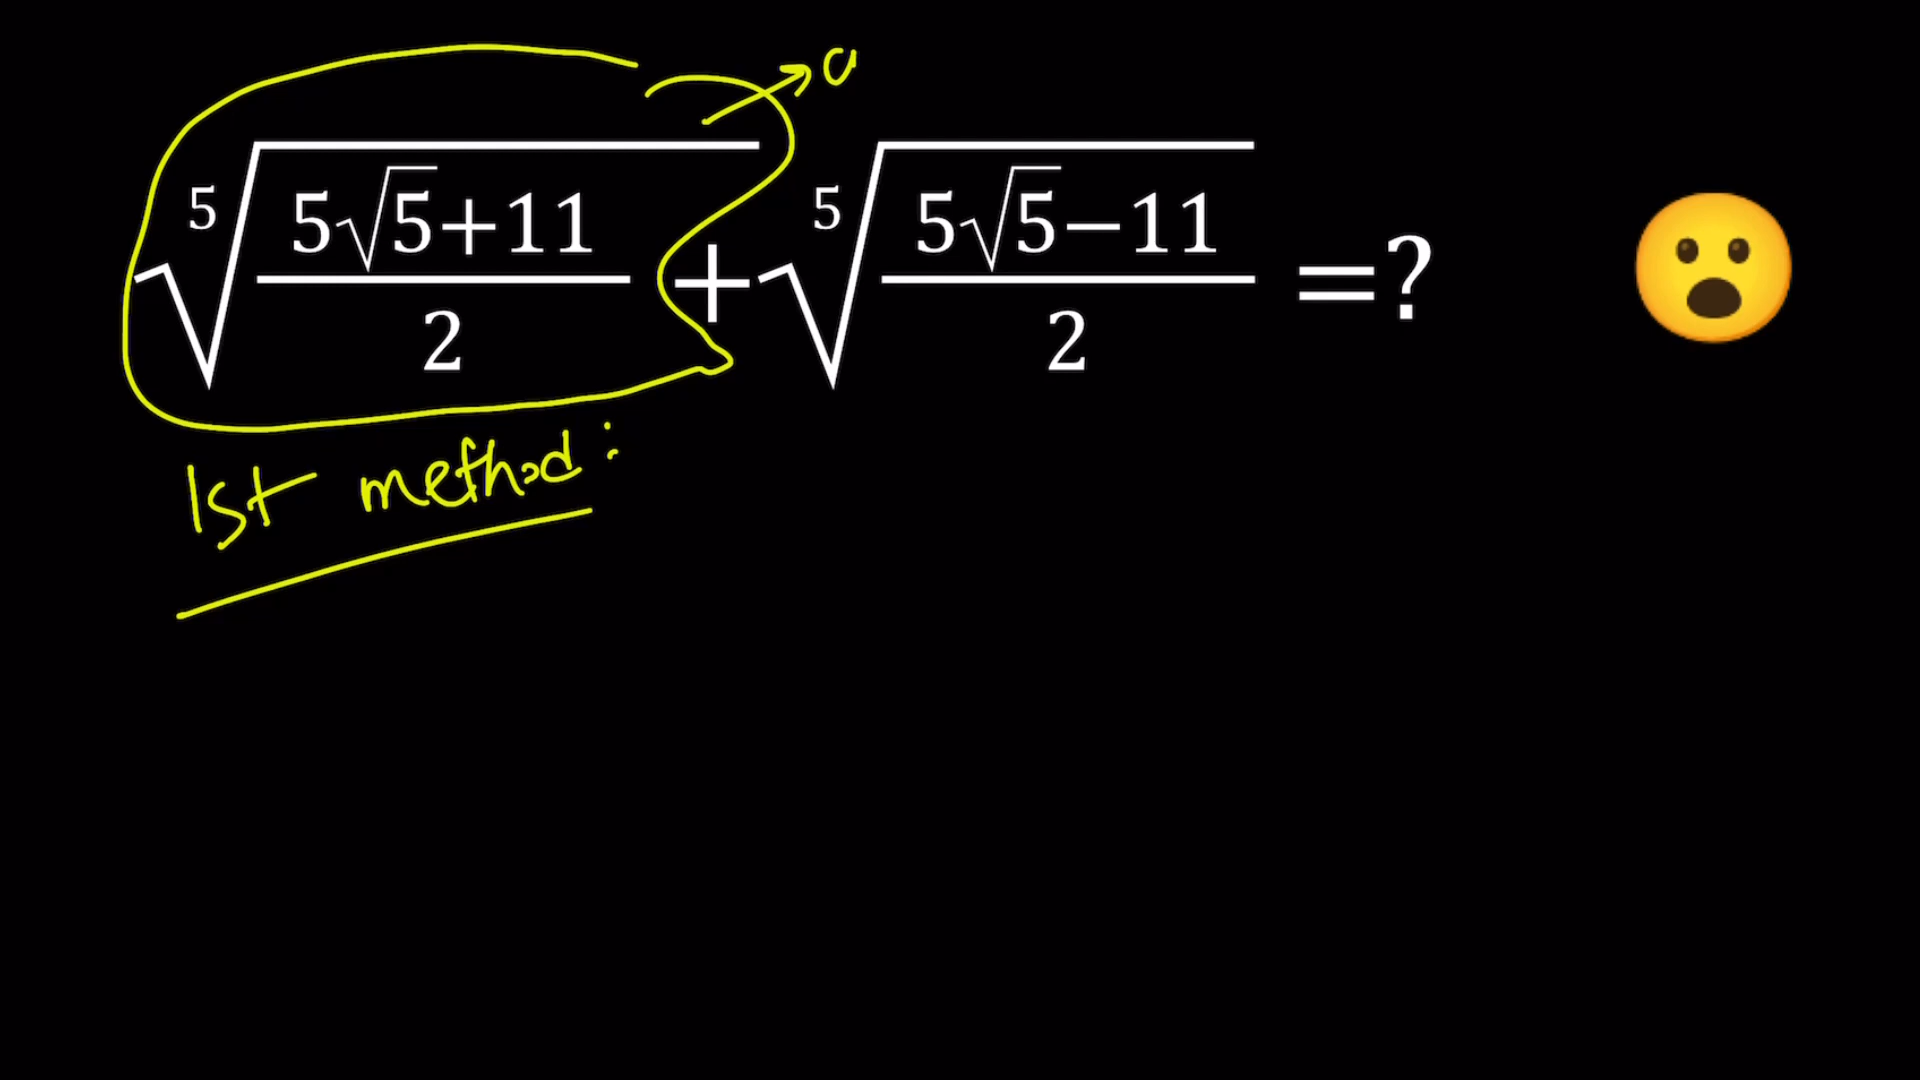 a
⁵√((5√5+11)/2) + ⁵√((5√5−11)/2) =?
1st method: